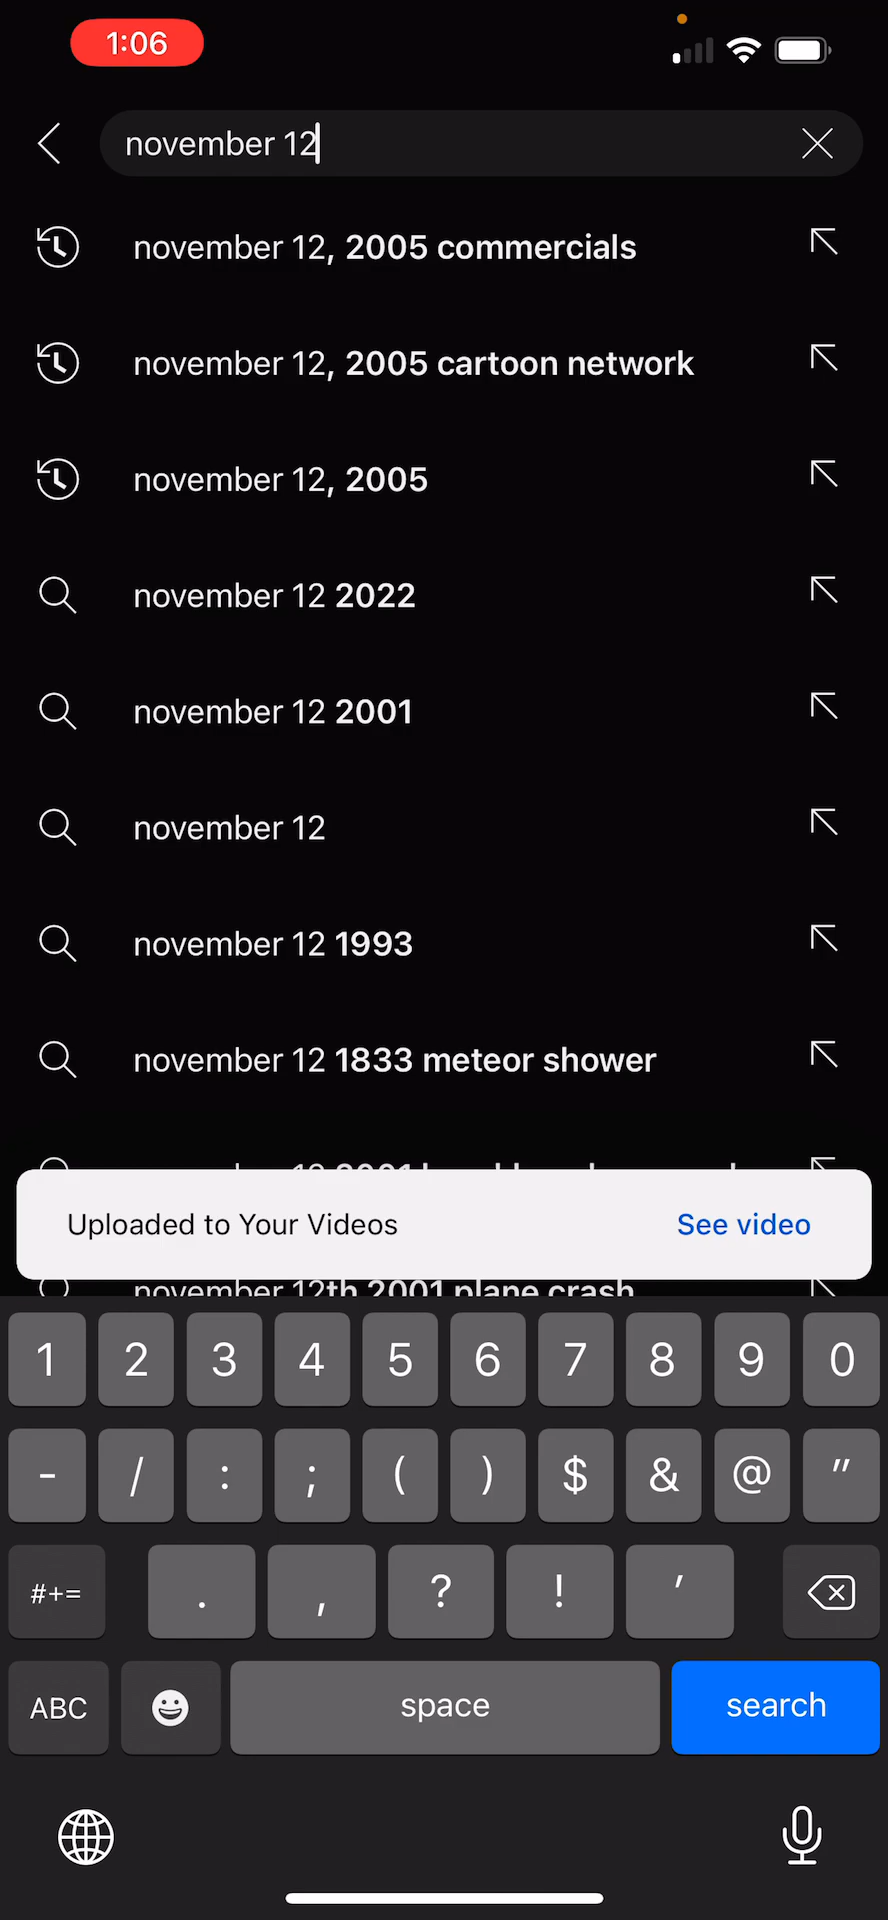 1:06
november 12
november 12, 2005 commercials
november 12, 2005 cartoon network
november 12, 2005
november 12 2022
november 12 2001
november 12
november 12 1993
november 12 1833 meteor shower
Uploaded to Your Videos See video
november 12th 2001 plane crash
1 2 3 4 5 6 7 8 9 0
- / : ; ( ) $ & @ "
#+= . , ? ! '
ABC space search